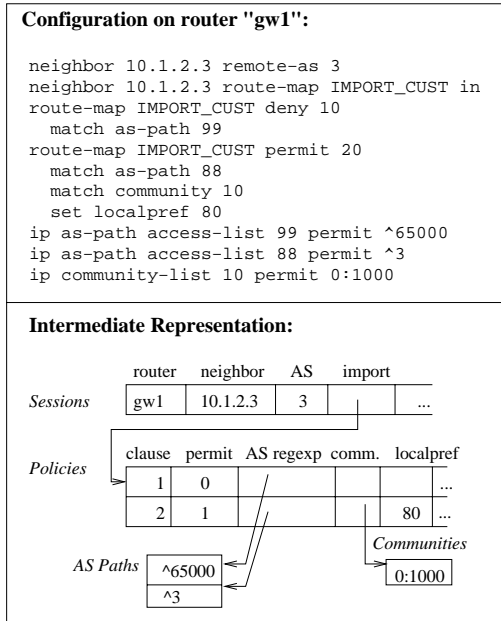 Configuration on router "gw1":
neighbor 10.1.2.3 remote-as 3
neighbor 10.1.2.3 route-map IMPORT_CUST in
route-map IMPORT_CUST deny 10
match as-path 99
route-map IMPORT_CUST permit 20
match as-path 88
match community 10
set localpref 80
ip as-path access-list 99 permit ^65000
ip as-path access-list 88 permit ^3
ip community-list 10 permit 0:1000
Intermediate Representation:
router neighbor AS import
Sessions gw1 10.1.2.3 3 ...
clause permit AS regexp comm. localpref
Policies
1 0 ...
2 1 80 ...
Communities
AS Paths ^65000 0:1000
^3